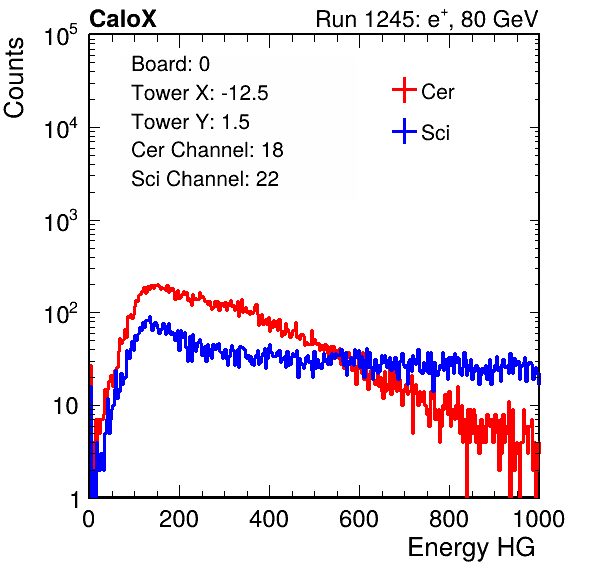 CaloX Run 1245: e⁺, 80 GeV
Counts
Board: 0
Tower X: -12.5
Tower Y: 1.5
Cer Channel: 18
Sci Channel: 22
Cer
Sci
10⁵
10⁴
10³
10²
10
1
0 200 400 600 800 1000
Energy HG